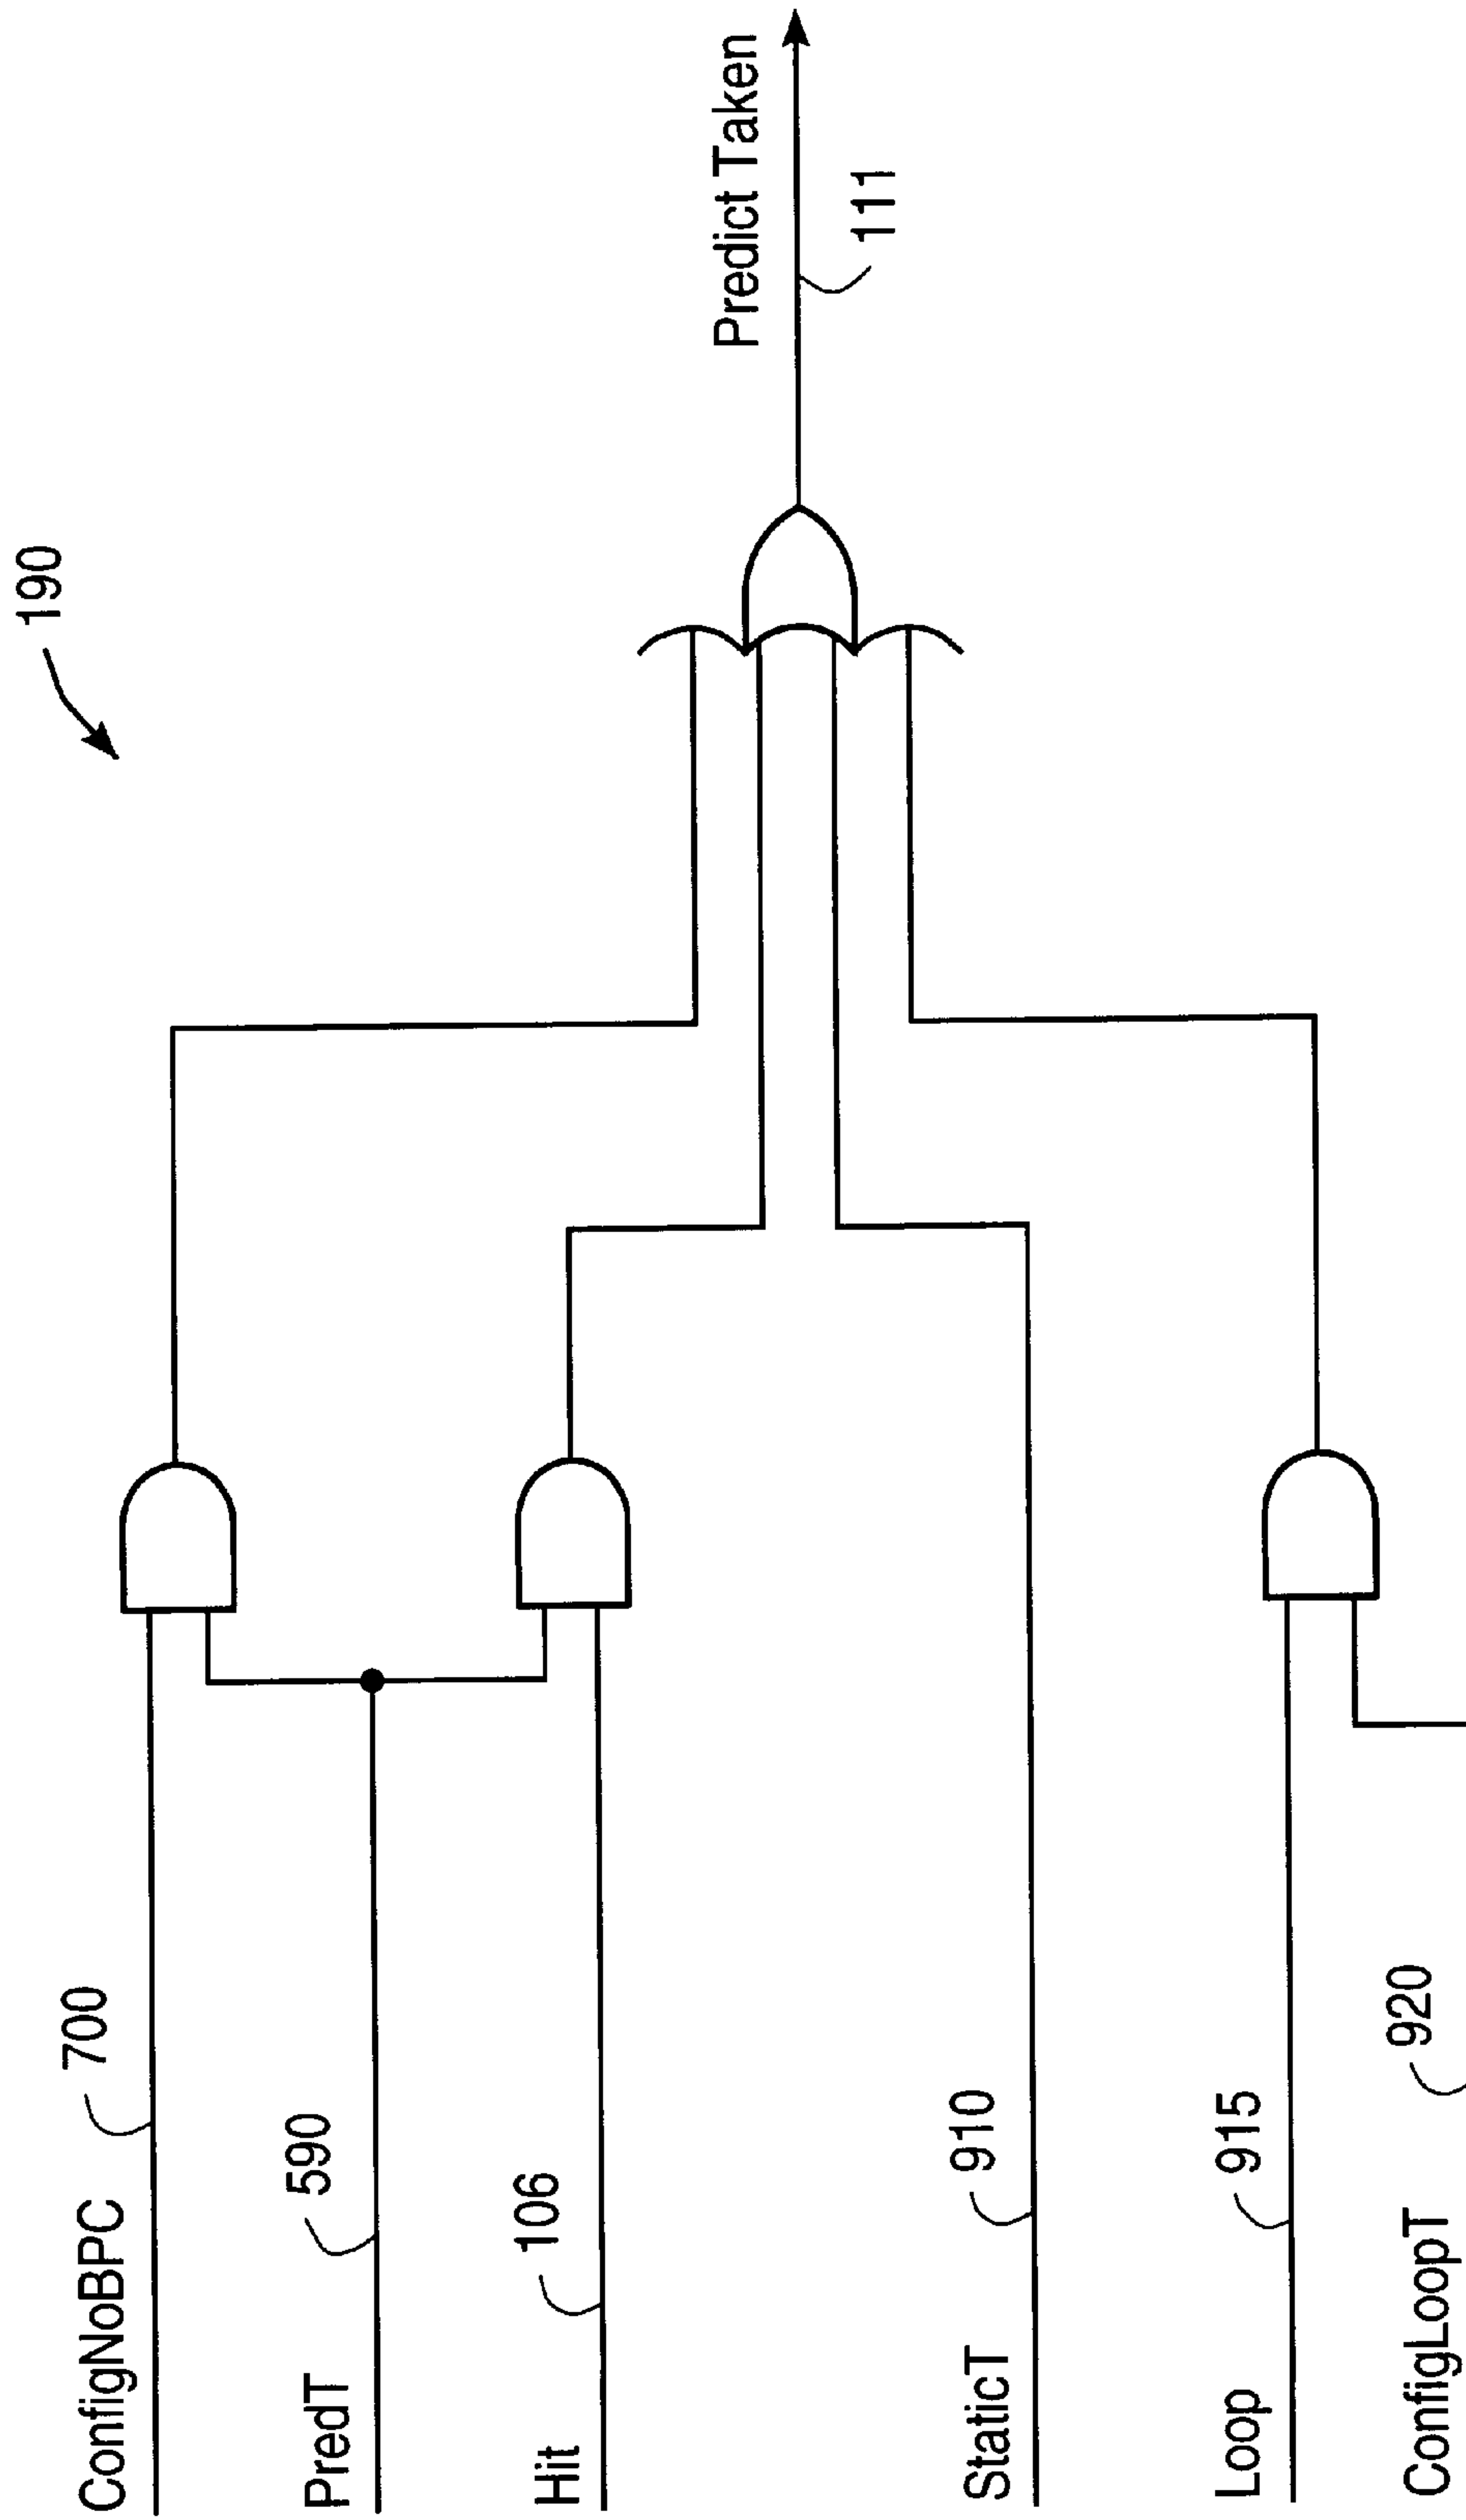 190
ConfigNoBPC
700
PredT
590
Hit
106
Predict Taken
111
StaticT
910
Loop
915
ConfigLoopT
920